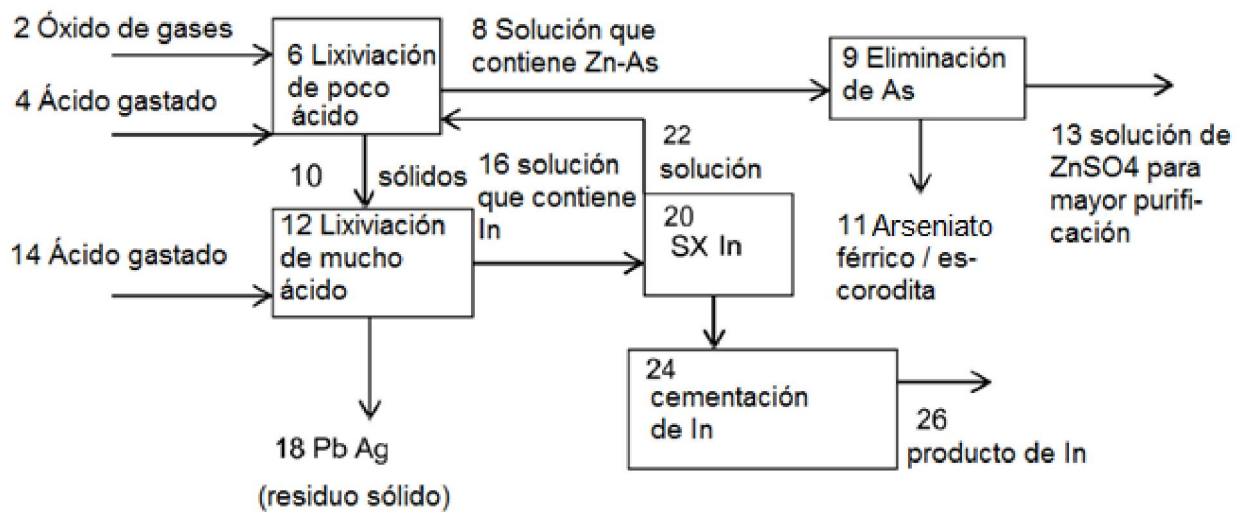 2 Óxido de gases
6 Lixiviación
de poco
ácido
4 Ácido gastado
8 Solución que
contiene Zn-As
9 Eliminación
de As
13 solución de
ZnSO4 para
mayor purifi-
cación
11 Arseniato
férrico / es-
corodita
22
solución
10 sólidos
16 solución
que contiene
In
12 Lixiviación
de mucho
ácido
14 Ácido gastado
20
SX In
24
cementación
de In
26
producto de In
18 Pb Ag
(residuo sólido)